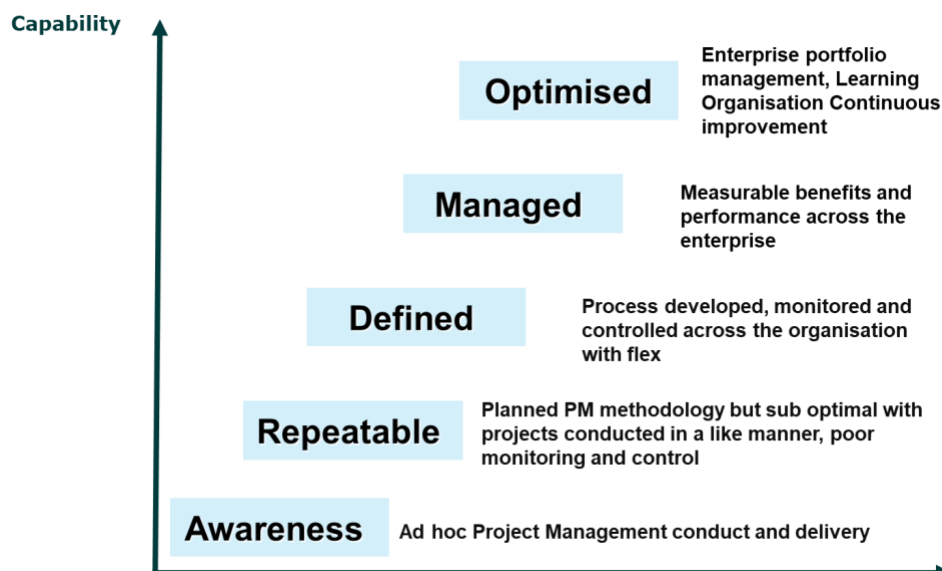 Capability
Optimised
Enterprise portfolio
management, Learning
Organisation Continuous
improvement
Managed
Measurable benefits and
performance across the
enterprise
Defined
Process developed, monitored and
controlled across the organisation
with flex
Repeatable
Planned PM methodology but sub optimal with
projects conducted in a like manner, poor
monitoring and control
Awareness
Ad hoc Project Management conduct and delivery